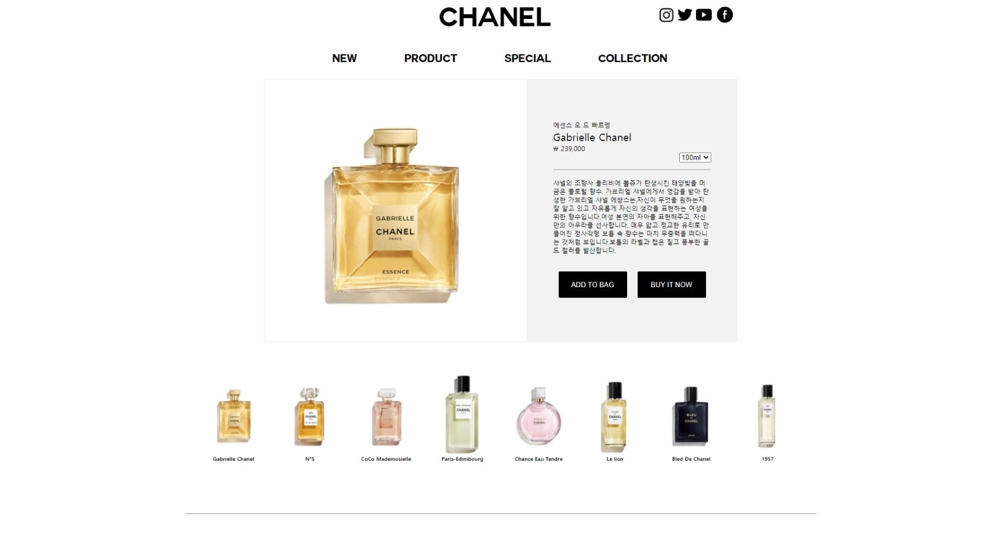 CHANEL
NEW PRODUCT SPECIAL COLLECTION
GABRIELLE
CHANEL
PARIS
ESSENCE
에센스 오 드 빠르펭
Gabrielle Chanel
₩ 239,000
100ml
샤넬의 조향사 올리비에 뽈쥬가 탄생시킨 태양빛을 머
금은 플로럴 향수. 가브리엘 샤넬에게서 영감을 받아 탄
생한 가브리엘 샤넬 에쌍스는,자신이 무엇을 원하는지
잘 알고 있고 자유롭게 자신의 생각을 표현하는 여성을
위한 향수입니다.여성 본연의 자아를 표현해주고, 자신
만의 아우라를 선사합니다. 매우 얇고 정교한 유리로 만
들어진 정사각형 보틀 속 향수는 마치 무중력을 떠다니
는 것처럼 보입니다.보틀의 라벨과 캡은 짙고 풍부한 골
드 컬러를 발산합니다.
ADD TO BAG BUY IT NOW
GABRIELLE
CHANEL
N°5
CHANEL
CHANEL
CHANCE
CHANEL
CHANEL
BLEU
DE
CHANEL
Gabrielle Chanel N°5 CoCo Mademosielle Paris-Edimbourg Chance Eau Tendre Le lion Bled De Chanel 1957